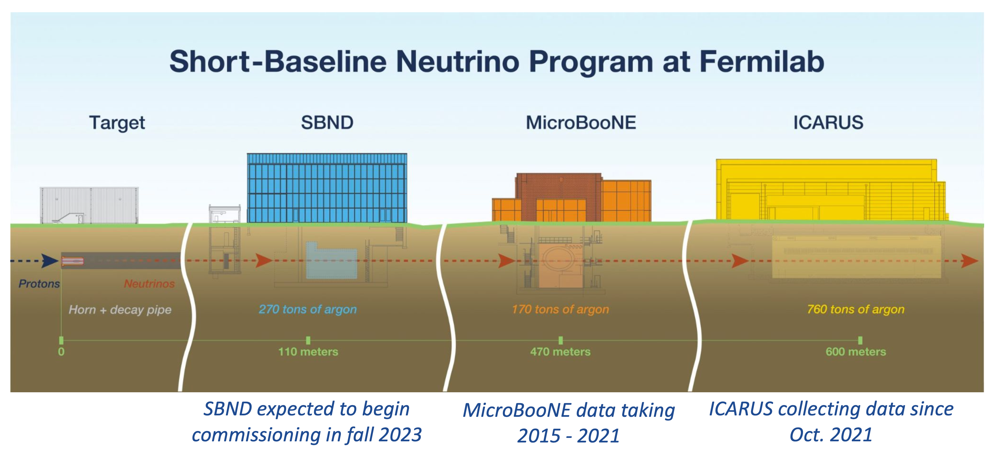 Short-Baseline Neutrino Program at Fermilab
Target
SBND
MicroBooNE
ICARUS
Protons
Neutrinos
Horn + decay pipe
270 tons of argon
170 tons of argon
760 tons of argon
0
110 meters
470 meters
600 meters
SBND expected to begin
commissioning in fall 2023
MicroBooNE data taking
2015 - 2021
ICARUS collecting data since
Oct. 2021